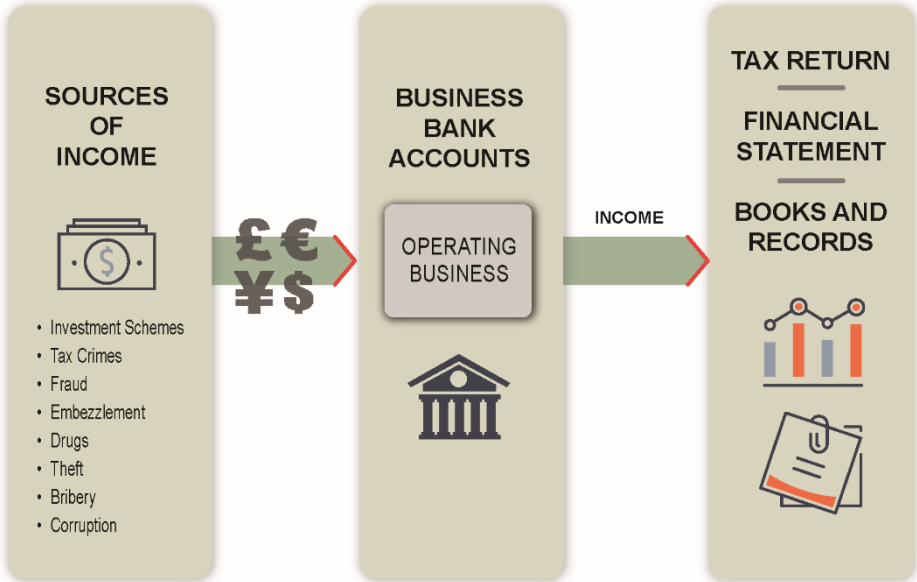 SOURCES
OF
INCOME
$
• Investment Schemes
• Tax Crimes
• Fraud
• Embezzlement
• Drugs
• Theft
• Bribery
• Corruption
£ €
¥ $
BUSINESS
BANK
ACCOUNTS
OPERATING
BUSINESS
INCOME
TAX RETURN
FINANCIAL
STATEMENT
BOOKS AND
RECORDS